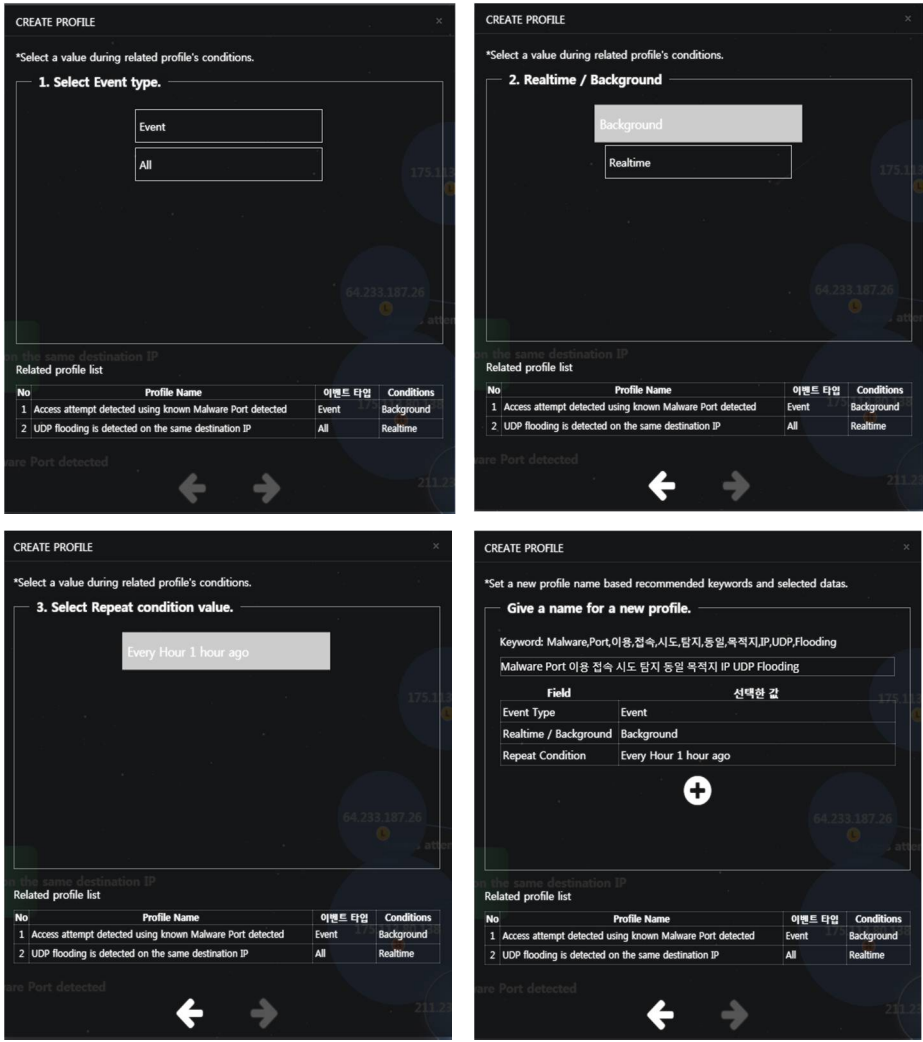 CREATE PROFILE ×
*Select a value during related profile's conditions.
1. Select Event type.
Event
All
175.113
64.233.187.26
L
on the same destination IP
Related profile list
No Profile Name 이벤트 타입 Conditions
1 Access attempt detected using known Malware Port detected Event Background
2 UDP flooding is detected on the same destination IP All Realtime
ware Port detected
211.23
CREATE PROFILE ×
*Select a value during related profile's conditions.
2. Realtime / Background
Background
Realtime
175.113
64.233.187.26
L
on the same destination IP
Related profile list
No Profile Name 이벤트 타입 Conditions
1 Access attempt detected using known Malware Port detected Event Background
2 UDP flooding is detected on the same destination IP All Realtime
ware Port detected
211.23
CREATE PROFILE ×
*Select a value during related profile's conditions.
3. Select Repeat condition value.
Every Hour 1 hour ago
175.113
64.233.187.26
L
on the same destination IP
Related profile list
No Profile Name 이벤트 타입 Conditions
1 Access attempt detected using known Malware Port detected Event Background
2 UDP flooding is detected on the same destination IP All Realtime
are Port detected
211.23
CREATE PROFILE ×
*Set a new profile name based recommended keywords and selected datas.
Give a name for a new profile.
Keyword: Malware,Port,이용,접속,시도,탐지,동일,목적지,IP,UDP,Flooding
Malware Port 이용 접속 시도 탐지 동일 목적지 IP UDP Flooding
Field 선택한 값
Event Type Event
Realtime / Background Background
Repeat Condition Every Hour 1 hour ago
64.233.187.26
L
on the same destination IP
Related profile list
No Profile Name 이벤트 타입 Conditions
1 Access attempt detected using known Malware Port detected Event Background
2 UDP flooding is detected on the same destination IP All Realtime
are Port detected
211.23